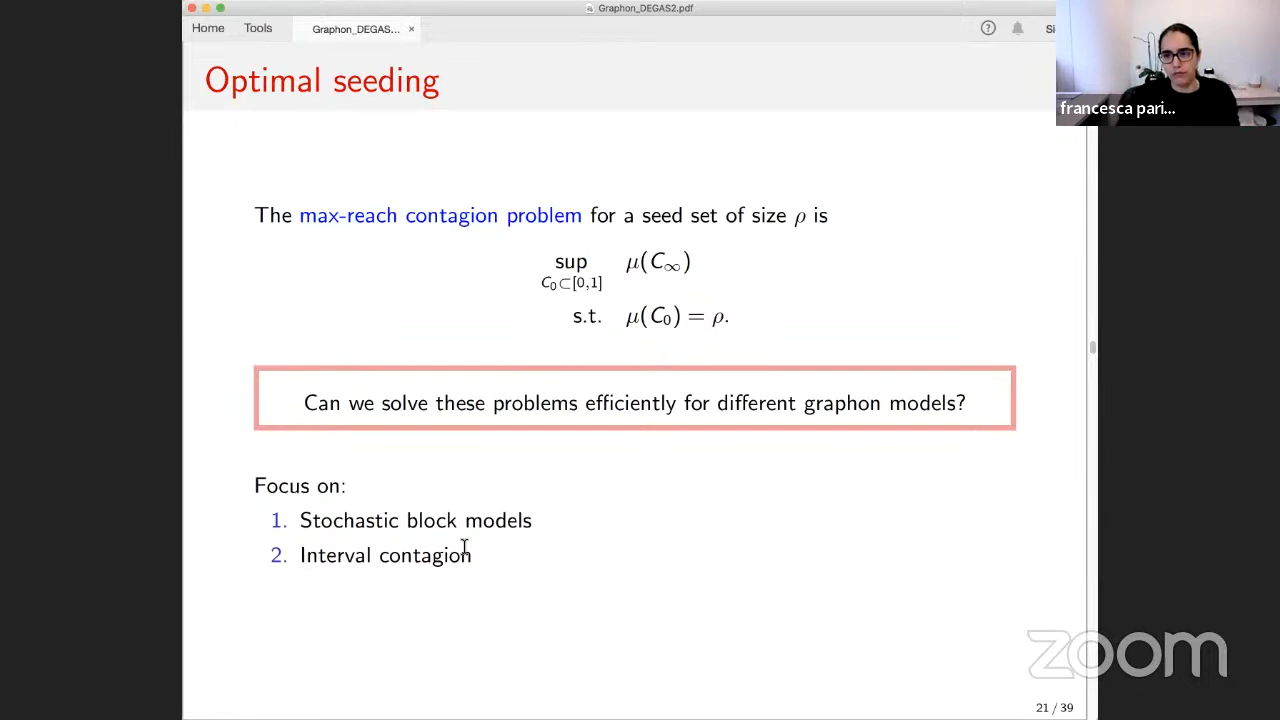 Graphon_DEGAS2.pdf
Home Tools Graphon_DEGAS... × ? Si
Optimal seeding
francesca pari...
The max-reach contagion problem for a seed set of size ρ is
sup μ(C∞)
C₀⊂[0,1]
s.t. μ(C₀) = ρ.
Can we solve these problems efficiently for different graphon models?
Focus on:
1. Stochastic block models
2. Interval contagion
zoom
21 / 39